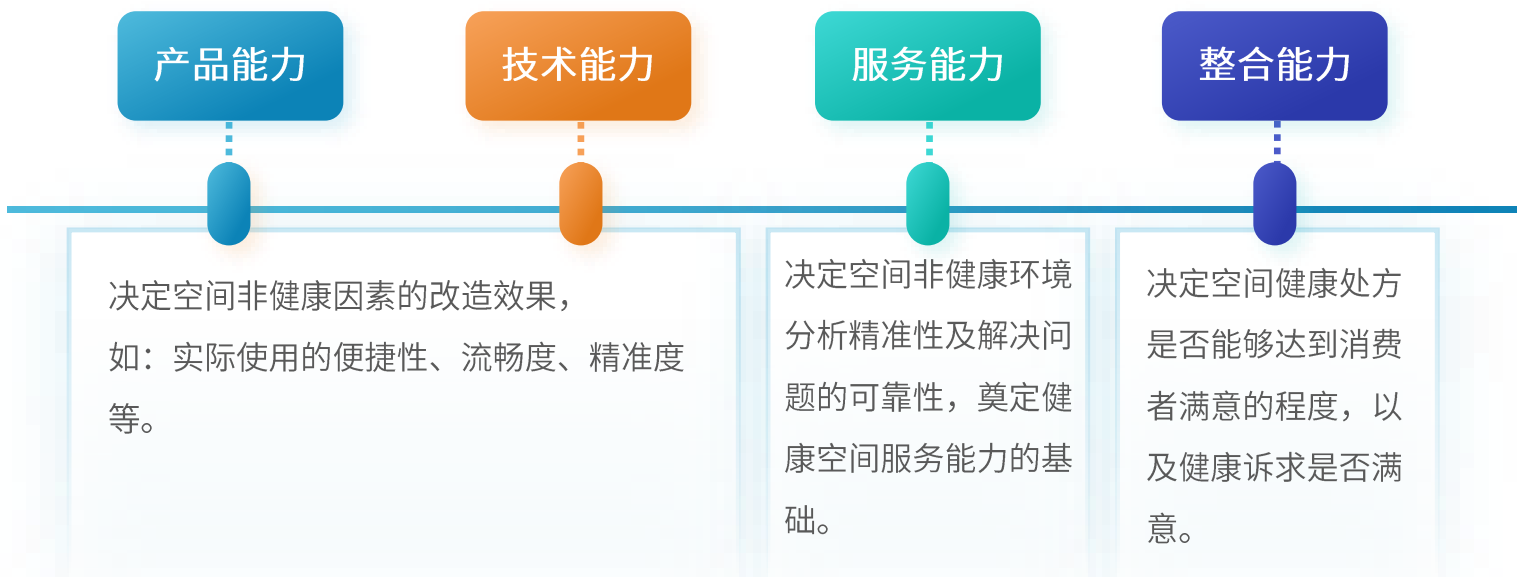 产品能力
技术能力
服务能力
整合能力
决定空间非健康因素的改造效果，
如：实际使用的便捷性、流畅度、精准度
等。
决定空间非健康环境
分析精准性及解决问
题的可靠性，奠定健
康空间服务能力的基
础。
决定空间健康处方
是否能够达到消费
者满意的程度，以
及健康诉求是否满
意。